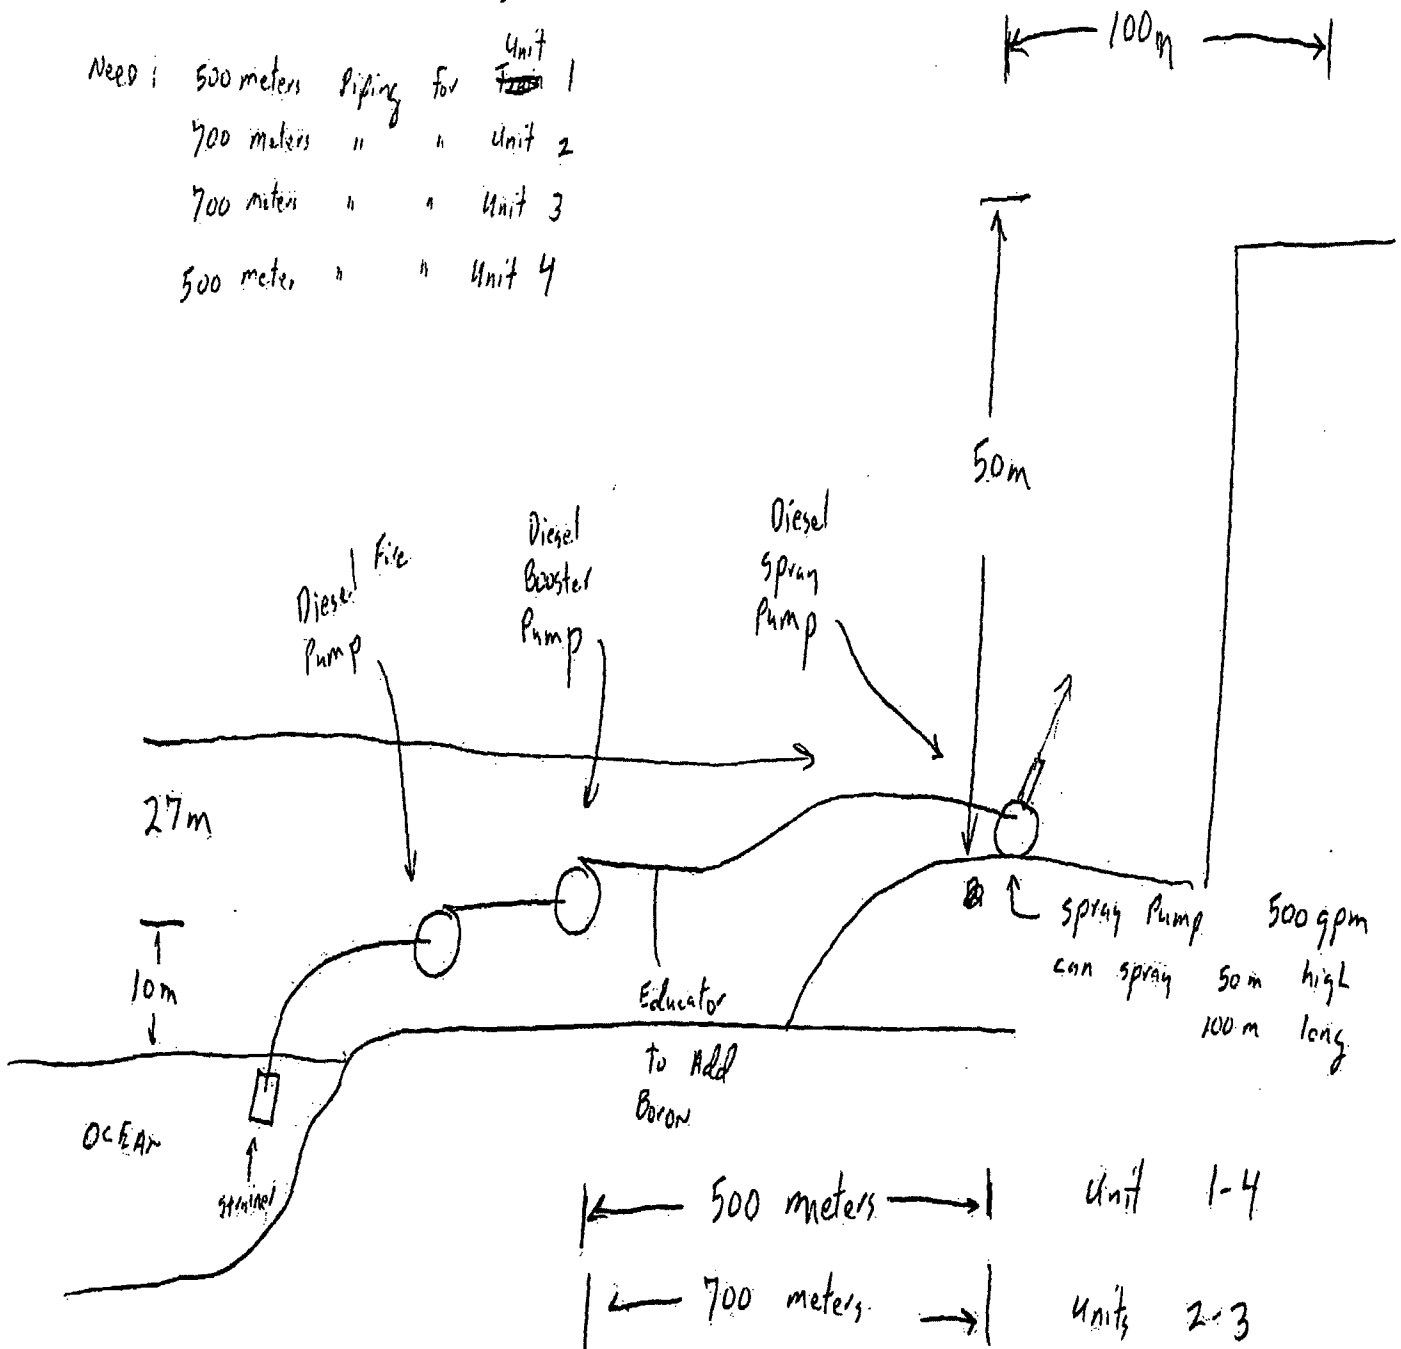 100m
Need: 500 meters Piping for Unit 1
700 meters " " Unit 2
700 meters " " Unit 3
500 meter " " Unit 4
50m
Diesel Fire
Pump
Diesel
Booster
Pump
Diesel
Spray
Pump
27m
10m
Educator
to Add
Boron
Spray Pump 500 gpm
can spray 50m high
100 m long
OCEAN
Strainer
500 meters Unit 1-4
700 meters Units 2-3